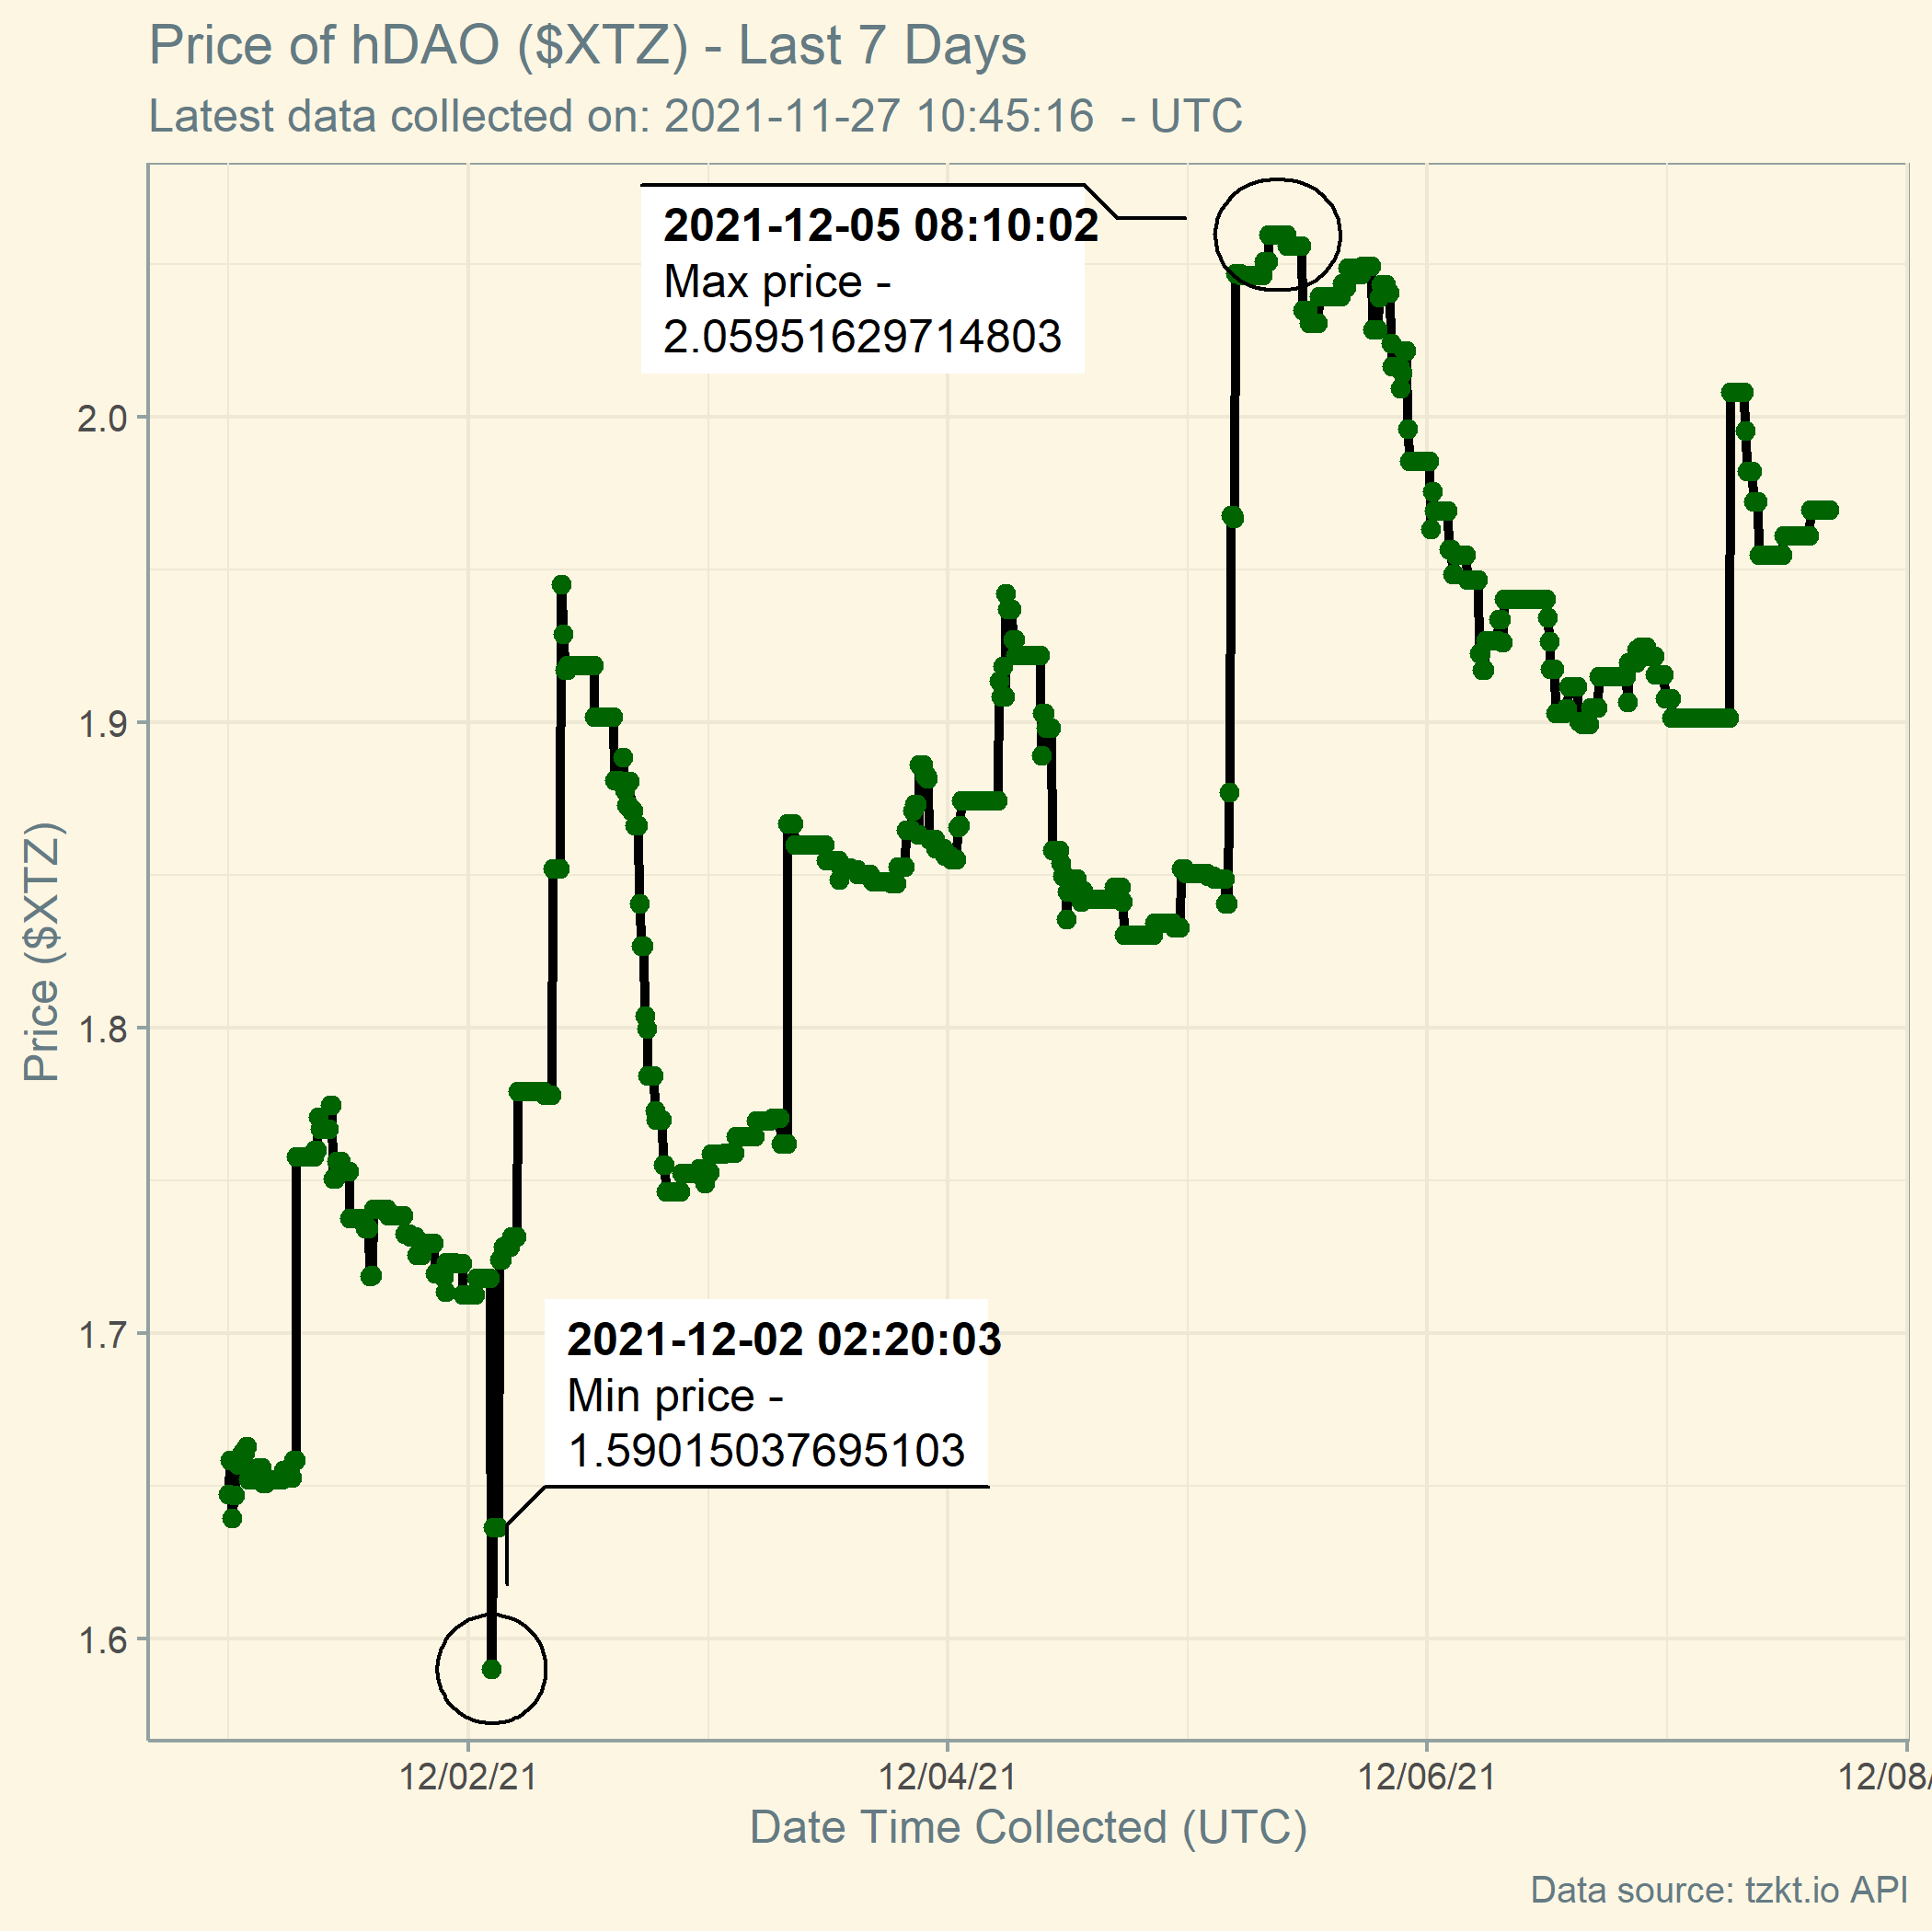 Price of hDAO ($XTZ) - Last 7 Days
Latest data collected on: 2021-11-27 10:45:16  - UTC
2021-12-05 08:10:02
Max price -
2.05951629714803
2.0
1.9
1.8
1.7
1.6
Price ($XTZ)
2021-12-02 02:20:03
Min price -
1.59015037695103
12/02/21
12/04/21
12/06/21
12/08/
Date Time Collected (UTC)
Data source: tzkt.io API